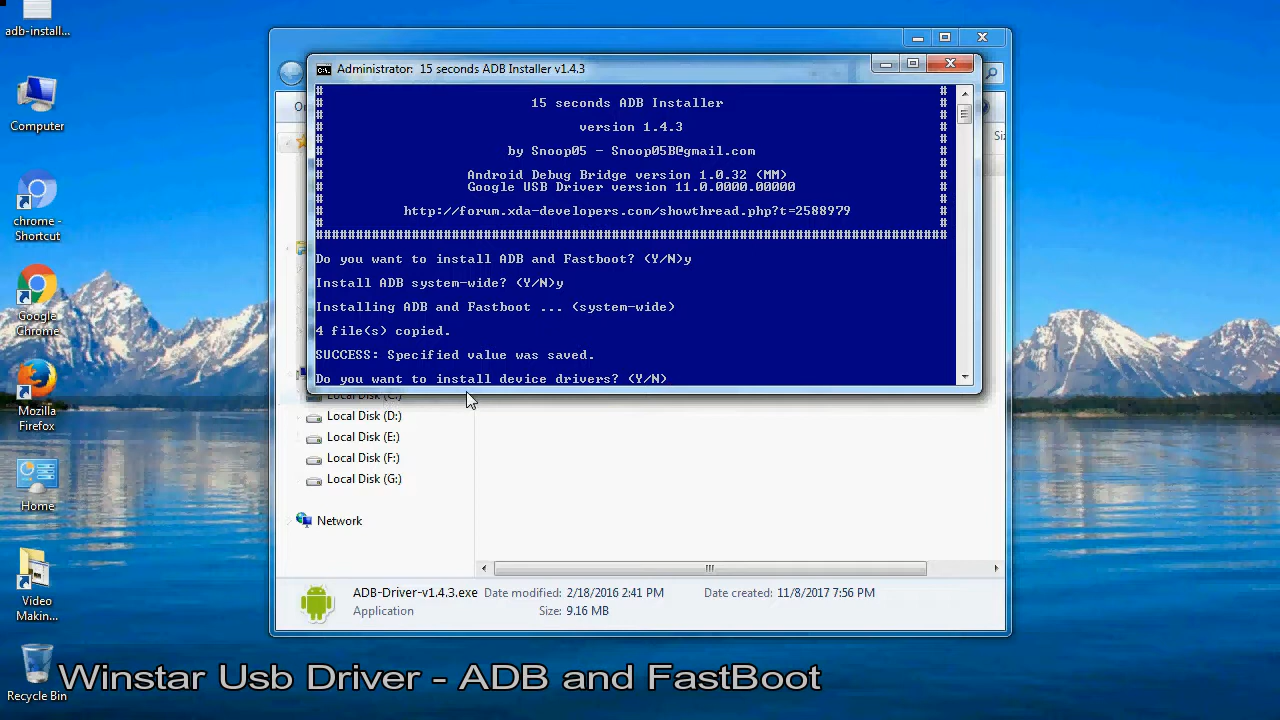 adb-install...
Computer
chrome -
Shortcut
Google
Chrome
Mozilla
Firefox
Home
Video
Makin...
Recycle Bin
Administrator: 15 seconds ADB Installer v1.4.3
15 seconds ADB Installer
version 1.4.3
by Snoop05 - Snoop05B@gmail.com
Android Debug Bridge version 1.0.32 (MM)
Google USB Driver version 11.0.0000.00000
http://forum.xda-developers.com/showthread.php?t=2588979
################################################################################
Do you want to install ADB and Fastboot? (Y/N)y
Install ADB system-wide? (Y/N)y
Installing ADB and Fastboot ... (system-wide)
4 file(s) copied.
SUCCESS: Specified value was saved.
Do you want to install device drivers? (Y/N)
Local Disk (C:)
Local Disk (D:)
Local Disk (E:)
Local Disk (F:)
Local Disk (G:)
Network
ADB-Driver-v1.4.3.exe Date modified: 2/18/2016 2:41 PM Date created: 11/8/2017 7:56 PM
Application Size: 9.16 MB
Winstar Usb Driver - ADB and FastBoot